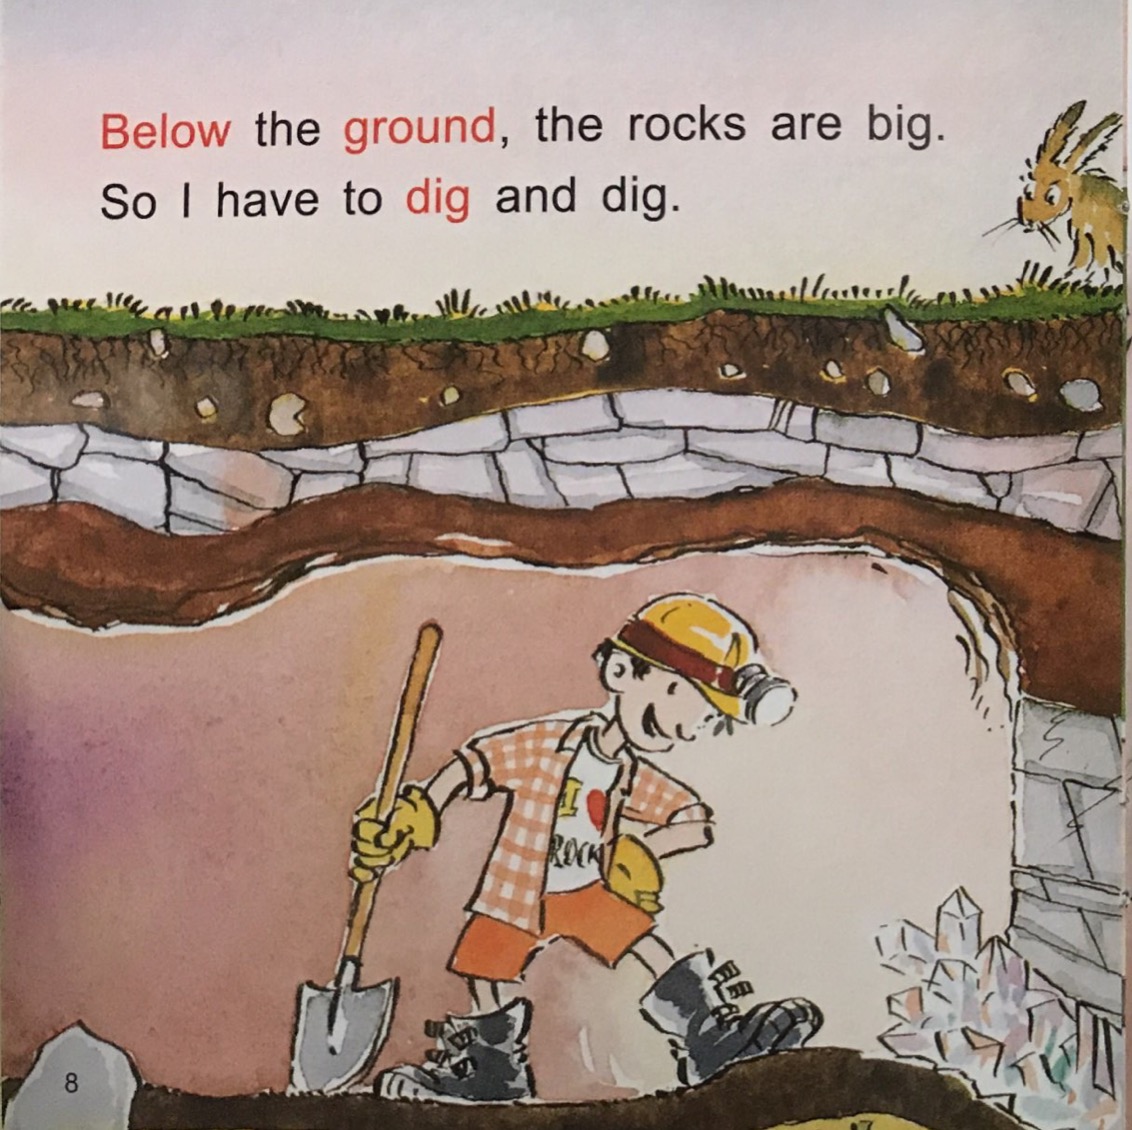 Below the ground, the rocks are big.
So I have to dig and dig.
I
ROCK
8